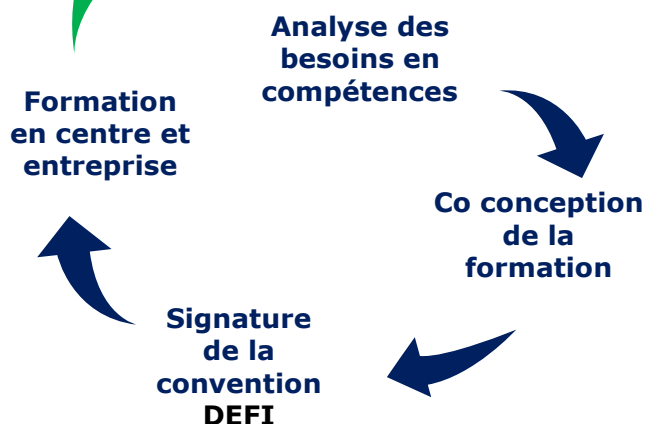 Analyse des
besoins en
compétences
Co conception
de la
formation
Signature
de la
convention
DEFI
Formation
en centre et
entreprise